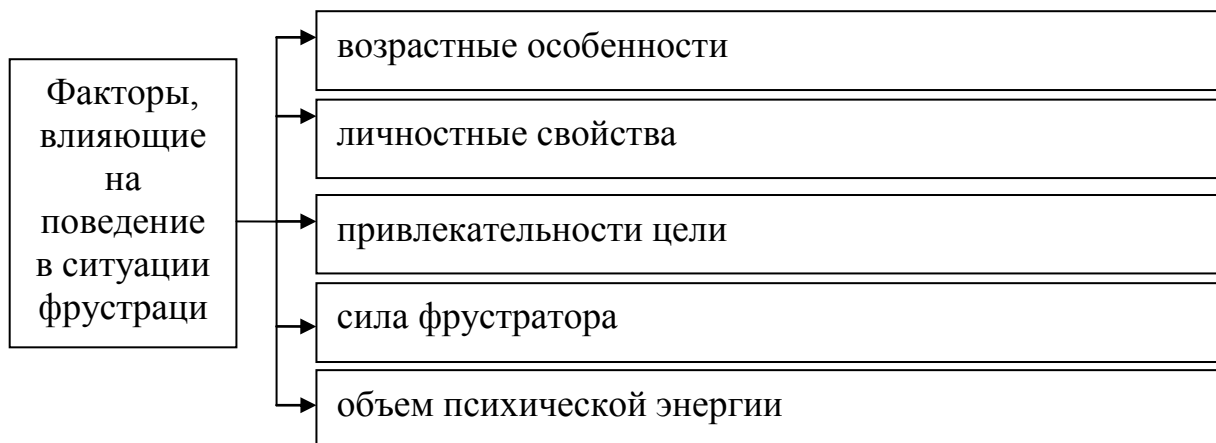 Факторы,
влияющие
на
поведение
в ситуации
фрустраци
возрастные особенности
личностные свойства
привлекательности цели
сила фрустратора
объем психической энергии